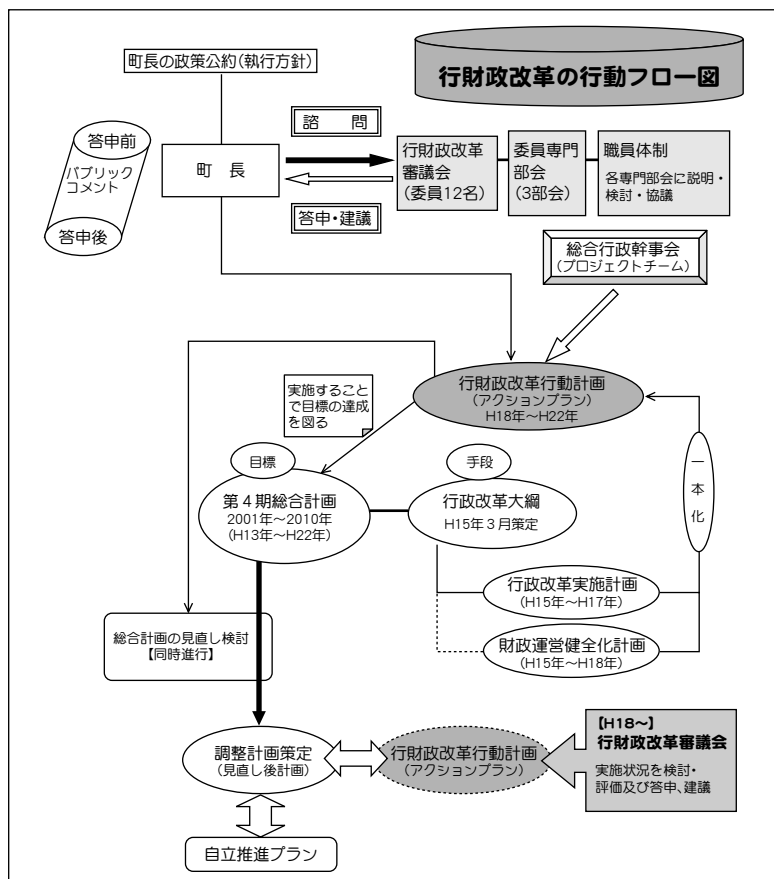 行財政改革の行動フロー図
町長の政策公約(執行方針)
諮　問
答申前
パブリック
コメント
答申後
町　長
答申・建議
行財政改革
審議会
(委員12名)
委員専門
部会
(3部会)
職員体制
各専門部会に説明・
検討・協議
総合行政幹事会
(プロジェクトチーム)
行財政改革行動計画
(アクションプラン)
H18年〜H22年
実施すること
で目標の達成
を図る
目標
第４期総合計画
2001年〜2010年
(H13年〜H22年)
手段
行政改革大綱
H15年３月策定
一本化
行政改革実施計画
(H15年〜H17年)
財政運営健全化計画
(H15年〜H18年)
総合計画の見直し検討
【同時進行】
調整計画策定
(見直し後計画)
行財政改革行動計画
(アクションプラン)
【H18〜】
行財政改革審議会
実施状況を検討・
評価及び答申、建議
自立推進プラン